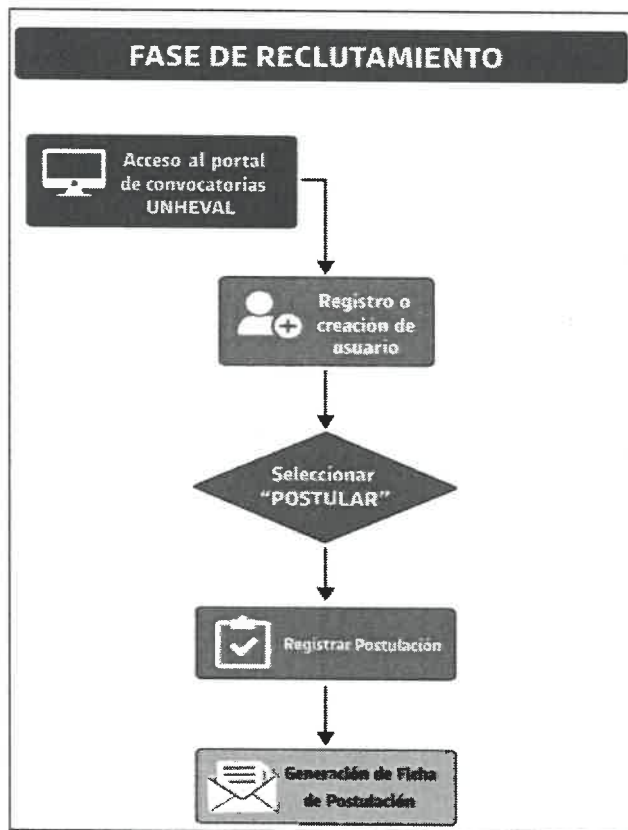 FASE DE RECLUTAMIENTO
Acceso al portal
de convocatorias
UNHEVAL
Registro o
creación de
usuario
Seleccionar
"POSTULAR"
Registrar Postulación
Generación de Ficha
de Postulación